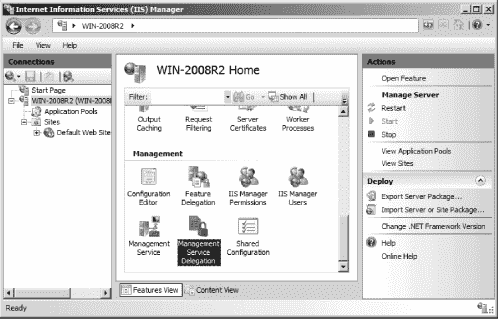 Internet Information Services (IIS) Manager
WIN-2008R2
File View Help
Connections
Start Page
WIN-2008R2 (WIN-2008
Application Pools
Sites
Default Web Site
WIN-2008R2 Home
Filter: Go Show All
Output Caching
Request Filtering
Server Certificates
Worker Processes
Management
Configuration Editor
Feature Delegation
IIS Manager Permissions
IIS Manager Users
Management Service
Management Service Delegation
Shared Configuration
Features View Content View
Actions
Open Feature
Manage Server
Restart
Start
Stop
View Application Pools
View Sites
Deploy
Export Server Package...
Import Server or Site Package...
Change .NET Framework Version
Help
Online Help
Ready